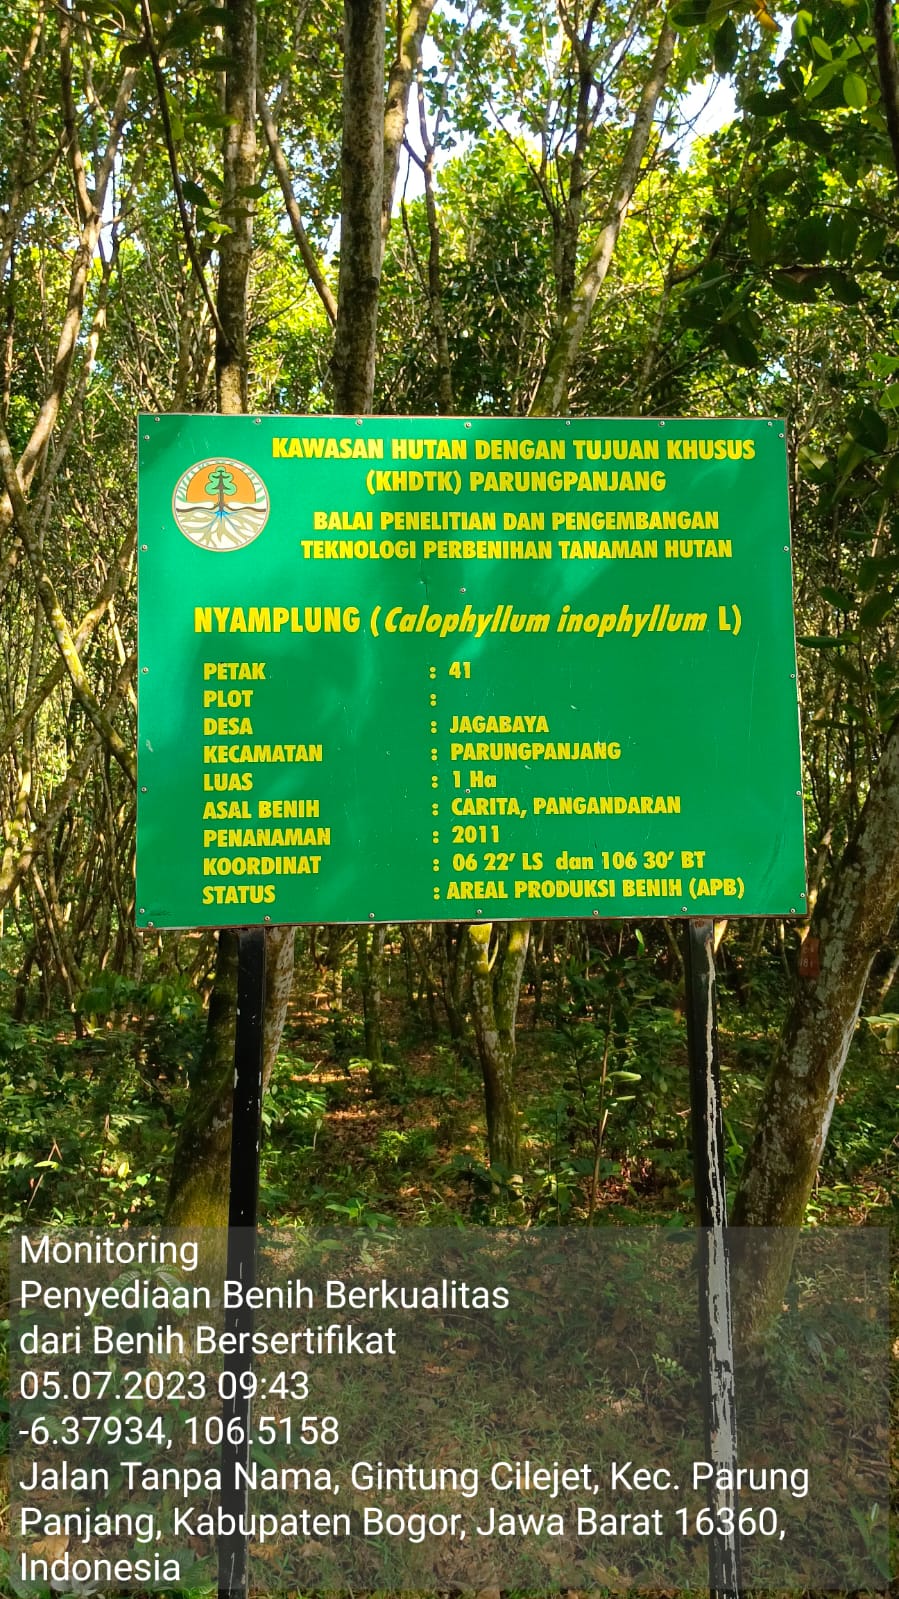 KAWASAN HUTAN DENGAN TUJUAN KHUSUS
(KHDTK) PARUNGPANJANG
BALAI PENELITIAN DAN PENGEMBANGAN
TEKNOLOGI PERBENIHAN TANAMAN HUTAN
NYAMPLUNG (Calophyllum inophyllum L)
PETAK : 41
PLOT :
DESA : JAGABAYA
KECAMATAN : PARUNGPANJANG
LUAS : 1 Ha
ASAL BENIH : CARITA, PANGANDARAN
PENANAMAN : 2011
KOORDINAT : 06 22’ LS dan 106 30’ BT
STATUS : AREAL PRODUKSI BENIH (APB)
Monitoring
Penyediaan Benih Berkualitas
dari Benih Bersertifikat
05.07.2023 09:43
-6.37934, 106.5158
Jalan Tanpa Nama, Gintung Cilejet, Kec. Parung
Panjang, Kabupaten Bogor, Jawa Barat 16360,
Indonesia